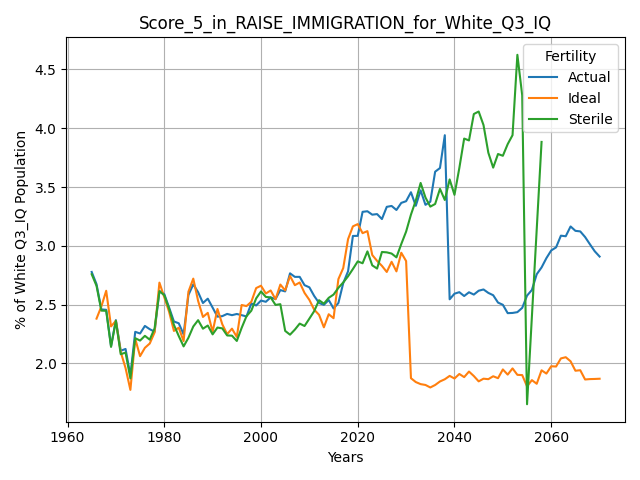 Score_5_in_RAISE_IMMIGRATION_for_White_Q3_IQ
Fertility
Actual
Ideal
Sterile
% of White Q3_IQ Population
4.5
4.0
3.5
3.0
2.5
2.0
1960
1980
2000
2020
2040
2060
Years